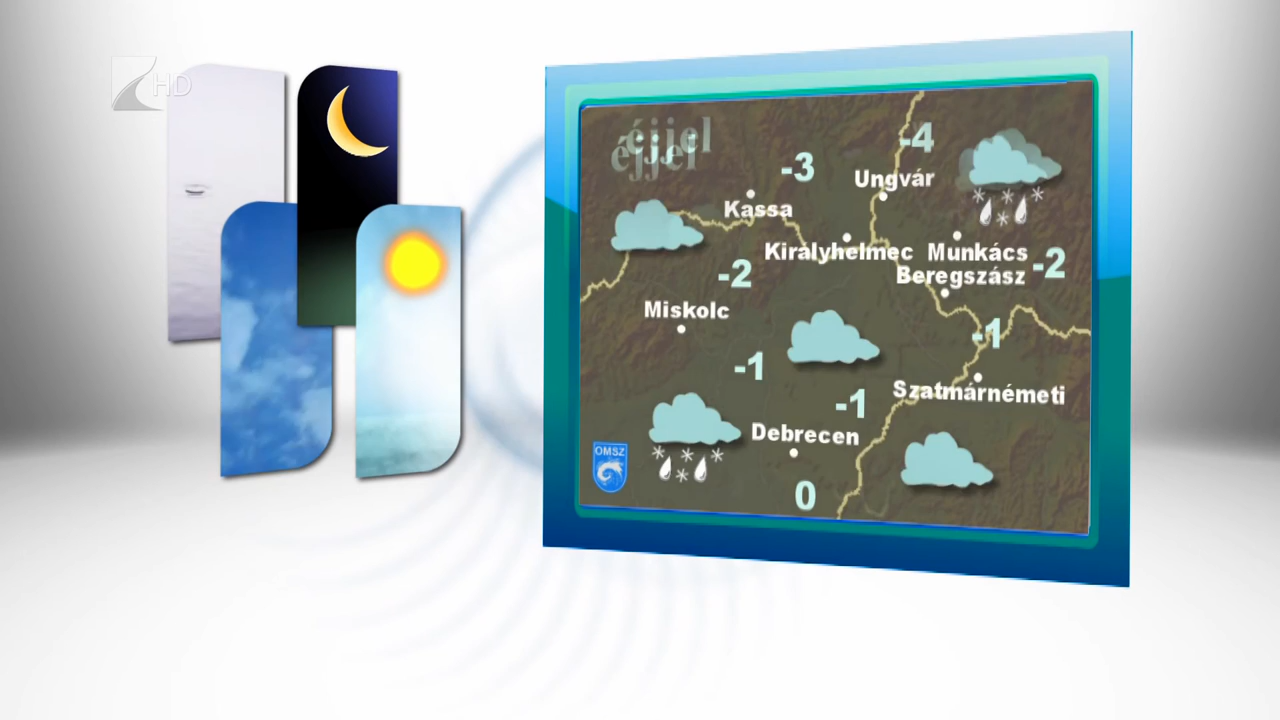 HD
éjjel
éjjel
-4
-3
Ungvár
Kassa
Királyhelmec
Munkács
-2
Beregszász
-2
Miskolc
-1
-1
Szatmárnémeti
-1
Debrecen
OMSZ
0